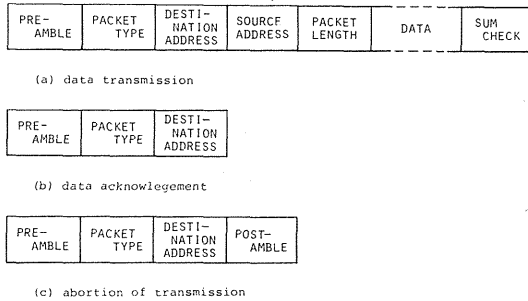 PRE- AMBLE PACKET TYPE DESTI- NATION ADDRESS SOURCF ADDRESS PACKET LENGTH DATA SUM CHECK
(a) data transmission
PRE- AMBLE PACKET TYPE DESTI- NATION ADDRESS
(b) data acknowlegement
PRE- AMBLE PACKET TYPE DESTI- NATION ADDRESS POST- AMBLE
(c) abortion of transmission